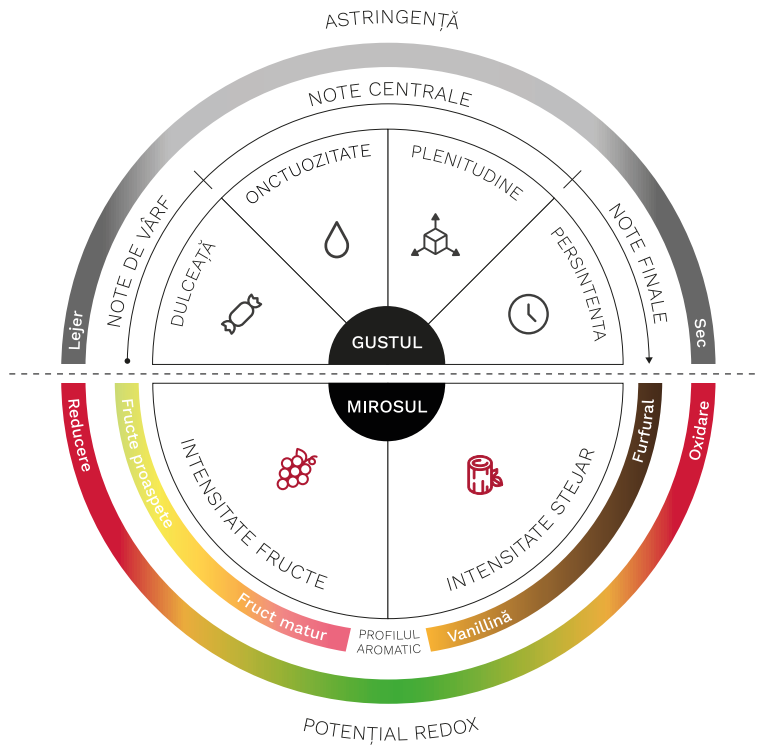 ASTRINGENȚĂ
NOTE CENTRALE
NOTE DE VÂRF
NOTE FINALE
DULCEAȚĂ
ONCTUOZITATE
PLENITUDINE
PERSINTENTA
Lejer
Sec
GUSTUL
MIROSUL
Reducere
Fructe proaspete
Fruct matur
INTENSITATE FRUCTE
INTENSITATE STEJAR
Furfural
Vanillină
Oxidare
PROFILUL
AROMATIC
POTENȚIAL REDOX